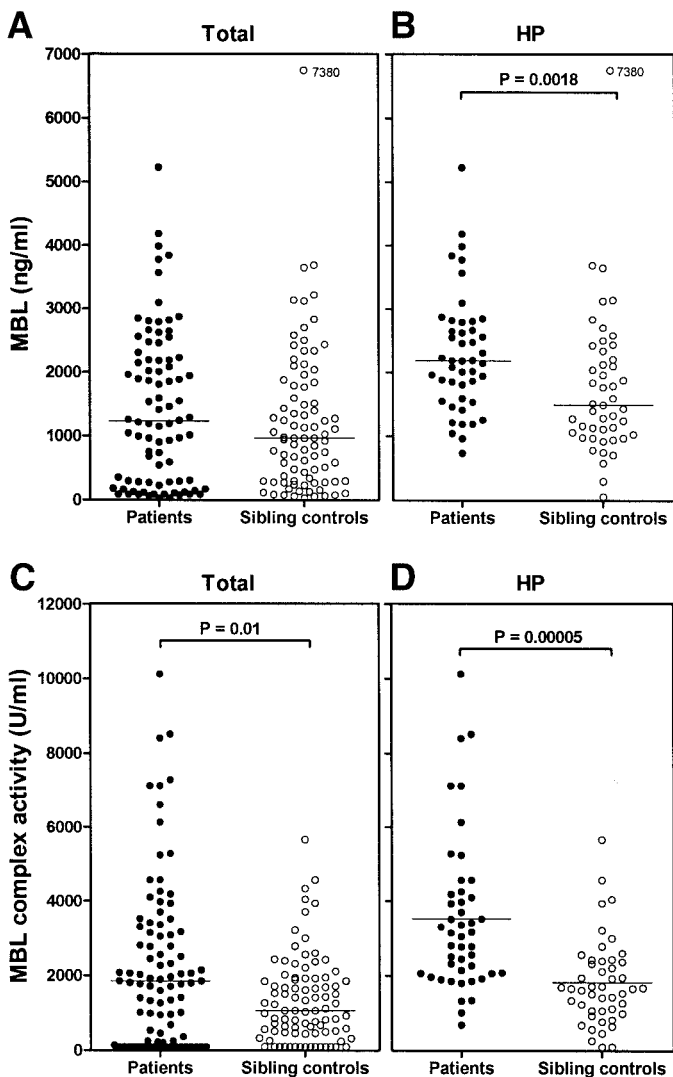 A Total B HP
7000
6000
5000
4000
3000
2000
1000
0
MBL (ng/ml)
7380
7380
P = 0.0018
Patients Sibling controls Patients Sibling controls
C Total D HP
12000
10000
8000
6000
4000
2000
0
MBL complex activity (U/ml)
P = 0.01
P = 0.00005
Patients Sibling controls Patients Sibling controls